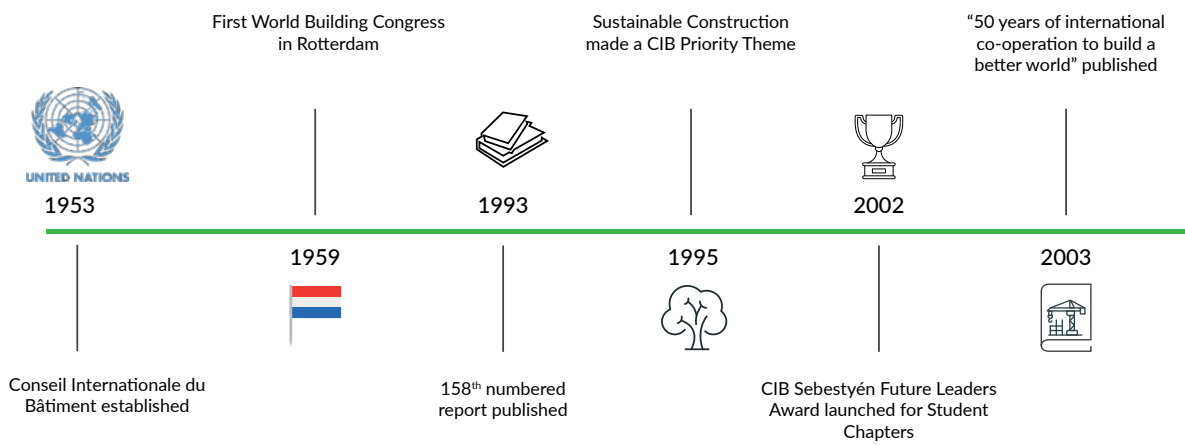 First World Building Congress
in Rotterdam
Sustainable Construction
made a CIB Priority Theme
“50 years of international
co-operation to build a
better world” published
UNITED NATIONS
1953
1993
2002
1959
1995
2003
Conseil Internationale du
Bâtiment established
158th numbered
report published
CIB Sebestyén Future Leaders
Award launched for Student
Chapters